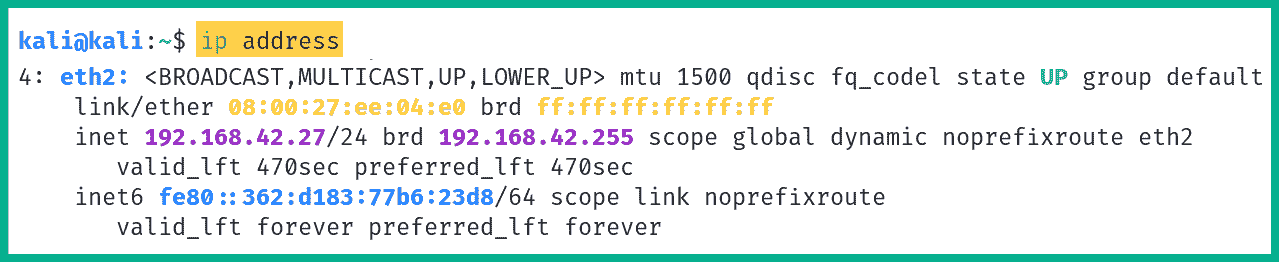 kali@kali:~$ ip address
4: eth2: <BROADCAST,MULTICAST,UP,LOWER_UP> mtu 1500 qdisc fq_codel state UP group default
link/ether 08:00:27:ee:04:e0 brd ff:ff:ff:ff:ff:ff
inet 192.168.42.27/24 brd 192.168.42.255 scope global dynamic noprefixroute eth2
valid_lft 470sec preferred_lft 470sec
inet6 fe80::362:d183:77b6:23d8/64 scope link noprefixroute
valid_lft forever preferred_lft forever